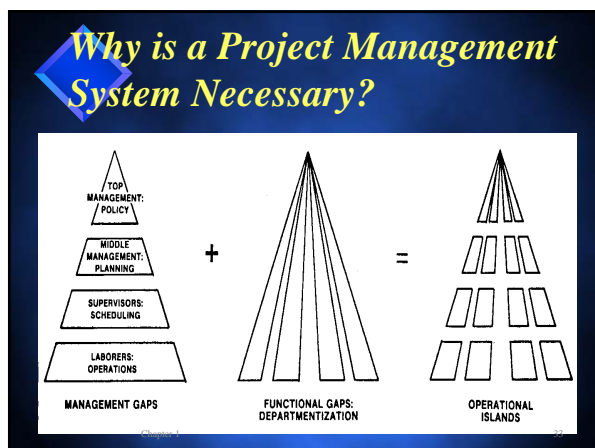 Why is a Project Management
System Necessary?
TOP
MANAGEMENT:
POLICY
MIDDLE
MANAGEMENT:
PLANNING
SUPERVISORS:
SCHEDULING
LABORERS:
OPERATIONS
+
=
MANAGEMENT GAPS
FUNCTIONAL GAPS:
DEPARTMENTIZATION
OPERATIONAL
ISLANDS
Chapter 1
33